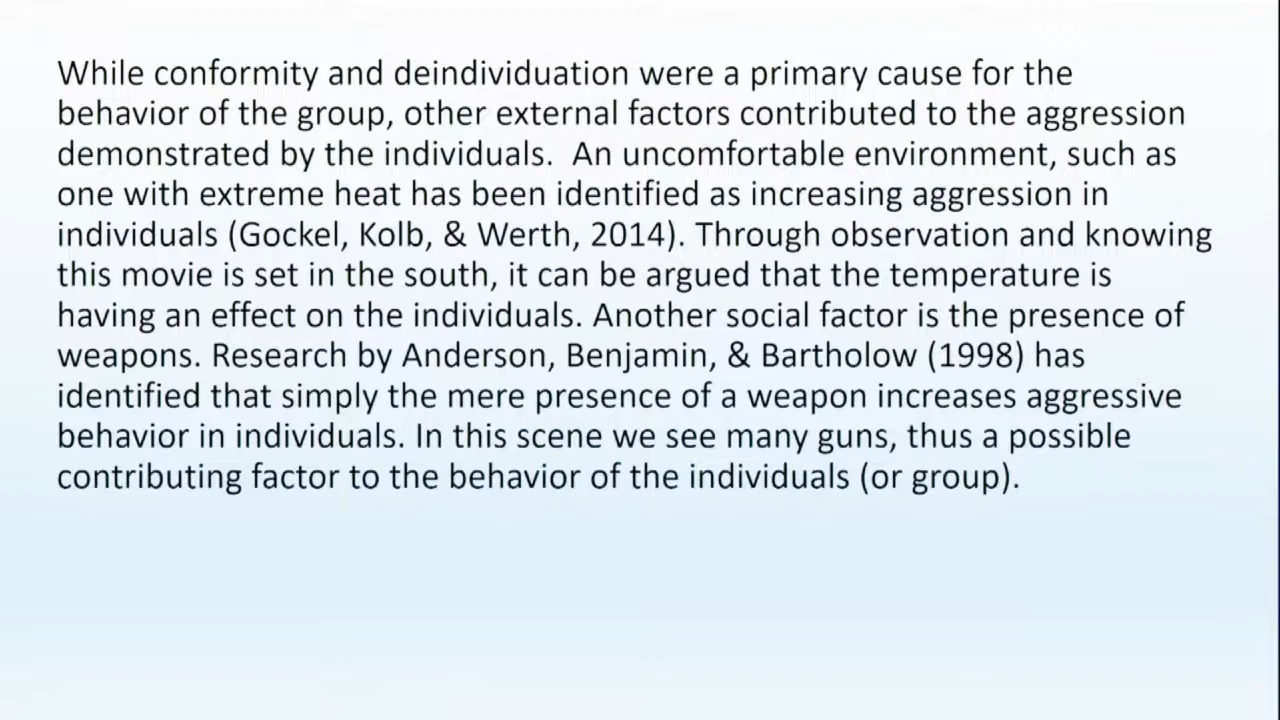 While conformity and deindividuation were a primary cause for the
behavior of the group, other external factors contributed to the aggression
demonstrated by the individuals.  An uncomfortable environment, such as
one with extreme heat has been identified as increasing aggression in
individuals (Gockel, Kolb, & Werth, 2014). Through observation and knowing
this movie is set in the south, it can be argued that the temperature is
having an effect on the individuals. Another social factor is the presence of
weapons. Research by Anderson, Benjamin, & Bartholow (1998) has
identified that simply the mere presence of a weapon increases aggressive
behavior in individuals. In this scene we see many guns, thus a possible
contributing factor to the behavior of the individuals (or group).